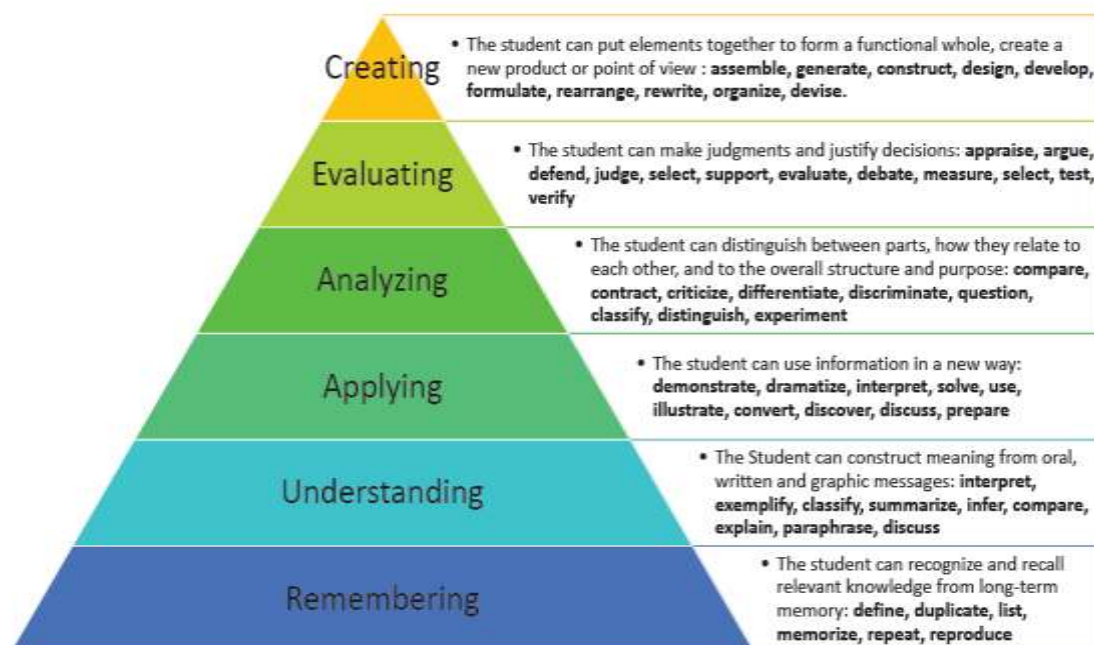 Creating
• The student can put elements together to form a functional whole, create a
new product or point of view : assemble, generate, construct, design, develop,
formulate, rearrange, rewrite, organize, devise.
Evaluating
• The student can make judgments and justify decisions: appraise, argue,
defend, judge, select, support, evaluate, debate, measure, select, test,
verify
Analyzing
• The student can distinguish between parts, how they relate to
each other, and to the overall structure and purpose: compare,
contract, criticize, differentiate, discriminate, question,
classify, distinguish, experiment
Applying
• The student can use information in a new way:
demonstrate, dramatize, interpret, solve, use,
illustrate, convert, discover, discuss, prepare
Understanding
• The Student can construct meaning from oral,
written and graphic messages: interpret,
exemplify, classify, summarize, infer, compare,
explain, paraphrase, discuss
Remembering
• The student can recognize and recall
relevant knowledge from long-term
memory: define, duplicate, list,
memorize, repeat, reproduce